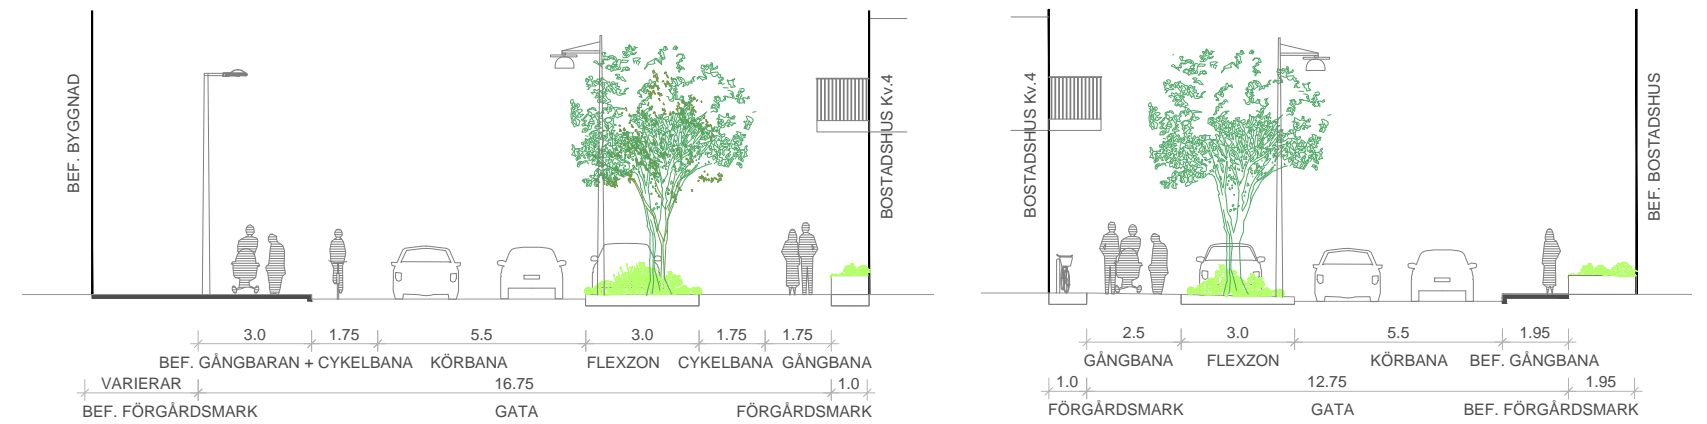 BEF. BYGGNAD
BOSTADSHUS Kv.4
3.0 1.75 5.5 3.0 1.75 1.75
BEF. GÅNGBARAN + CYKELBANA KÖRBANA FLEXZON CYKELBANA GÅNGBANA
VARIERAR 16.75 1.0
BEF. FÖRGÅRDSMARK GATA FÖRGÅRDSMARK
BOSTADSHUS Kv.4
BEF. BOSTADSHUS
2.5 3.0 5.5 1.95
GÅNGBANA FLEXZON KÖRBANA BEF. GÅNGBANA
1.0 12.75 1.95
FÖRGÅRDSMARK GATA BEF. FÖRGÅRDSMARK